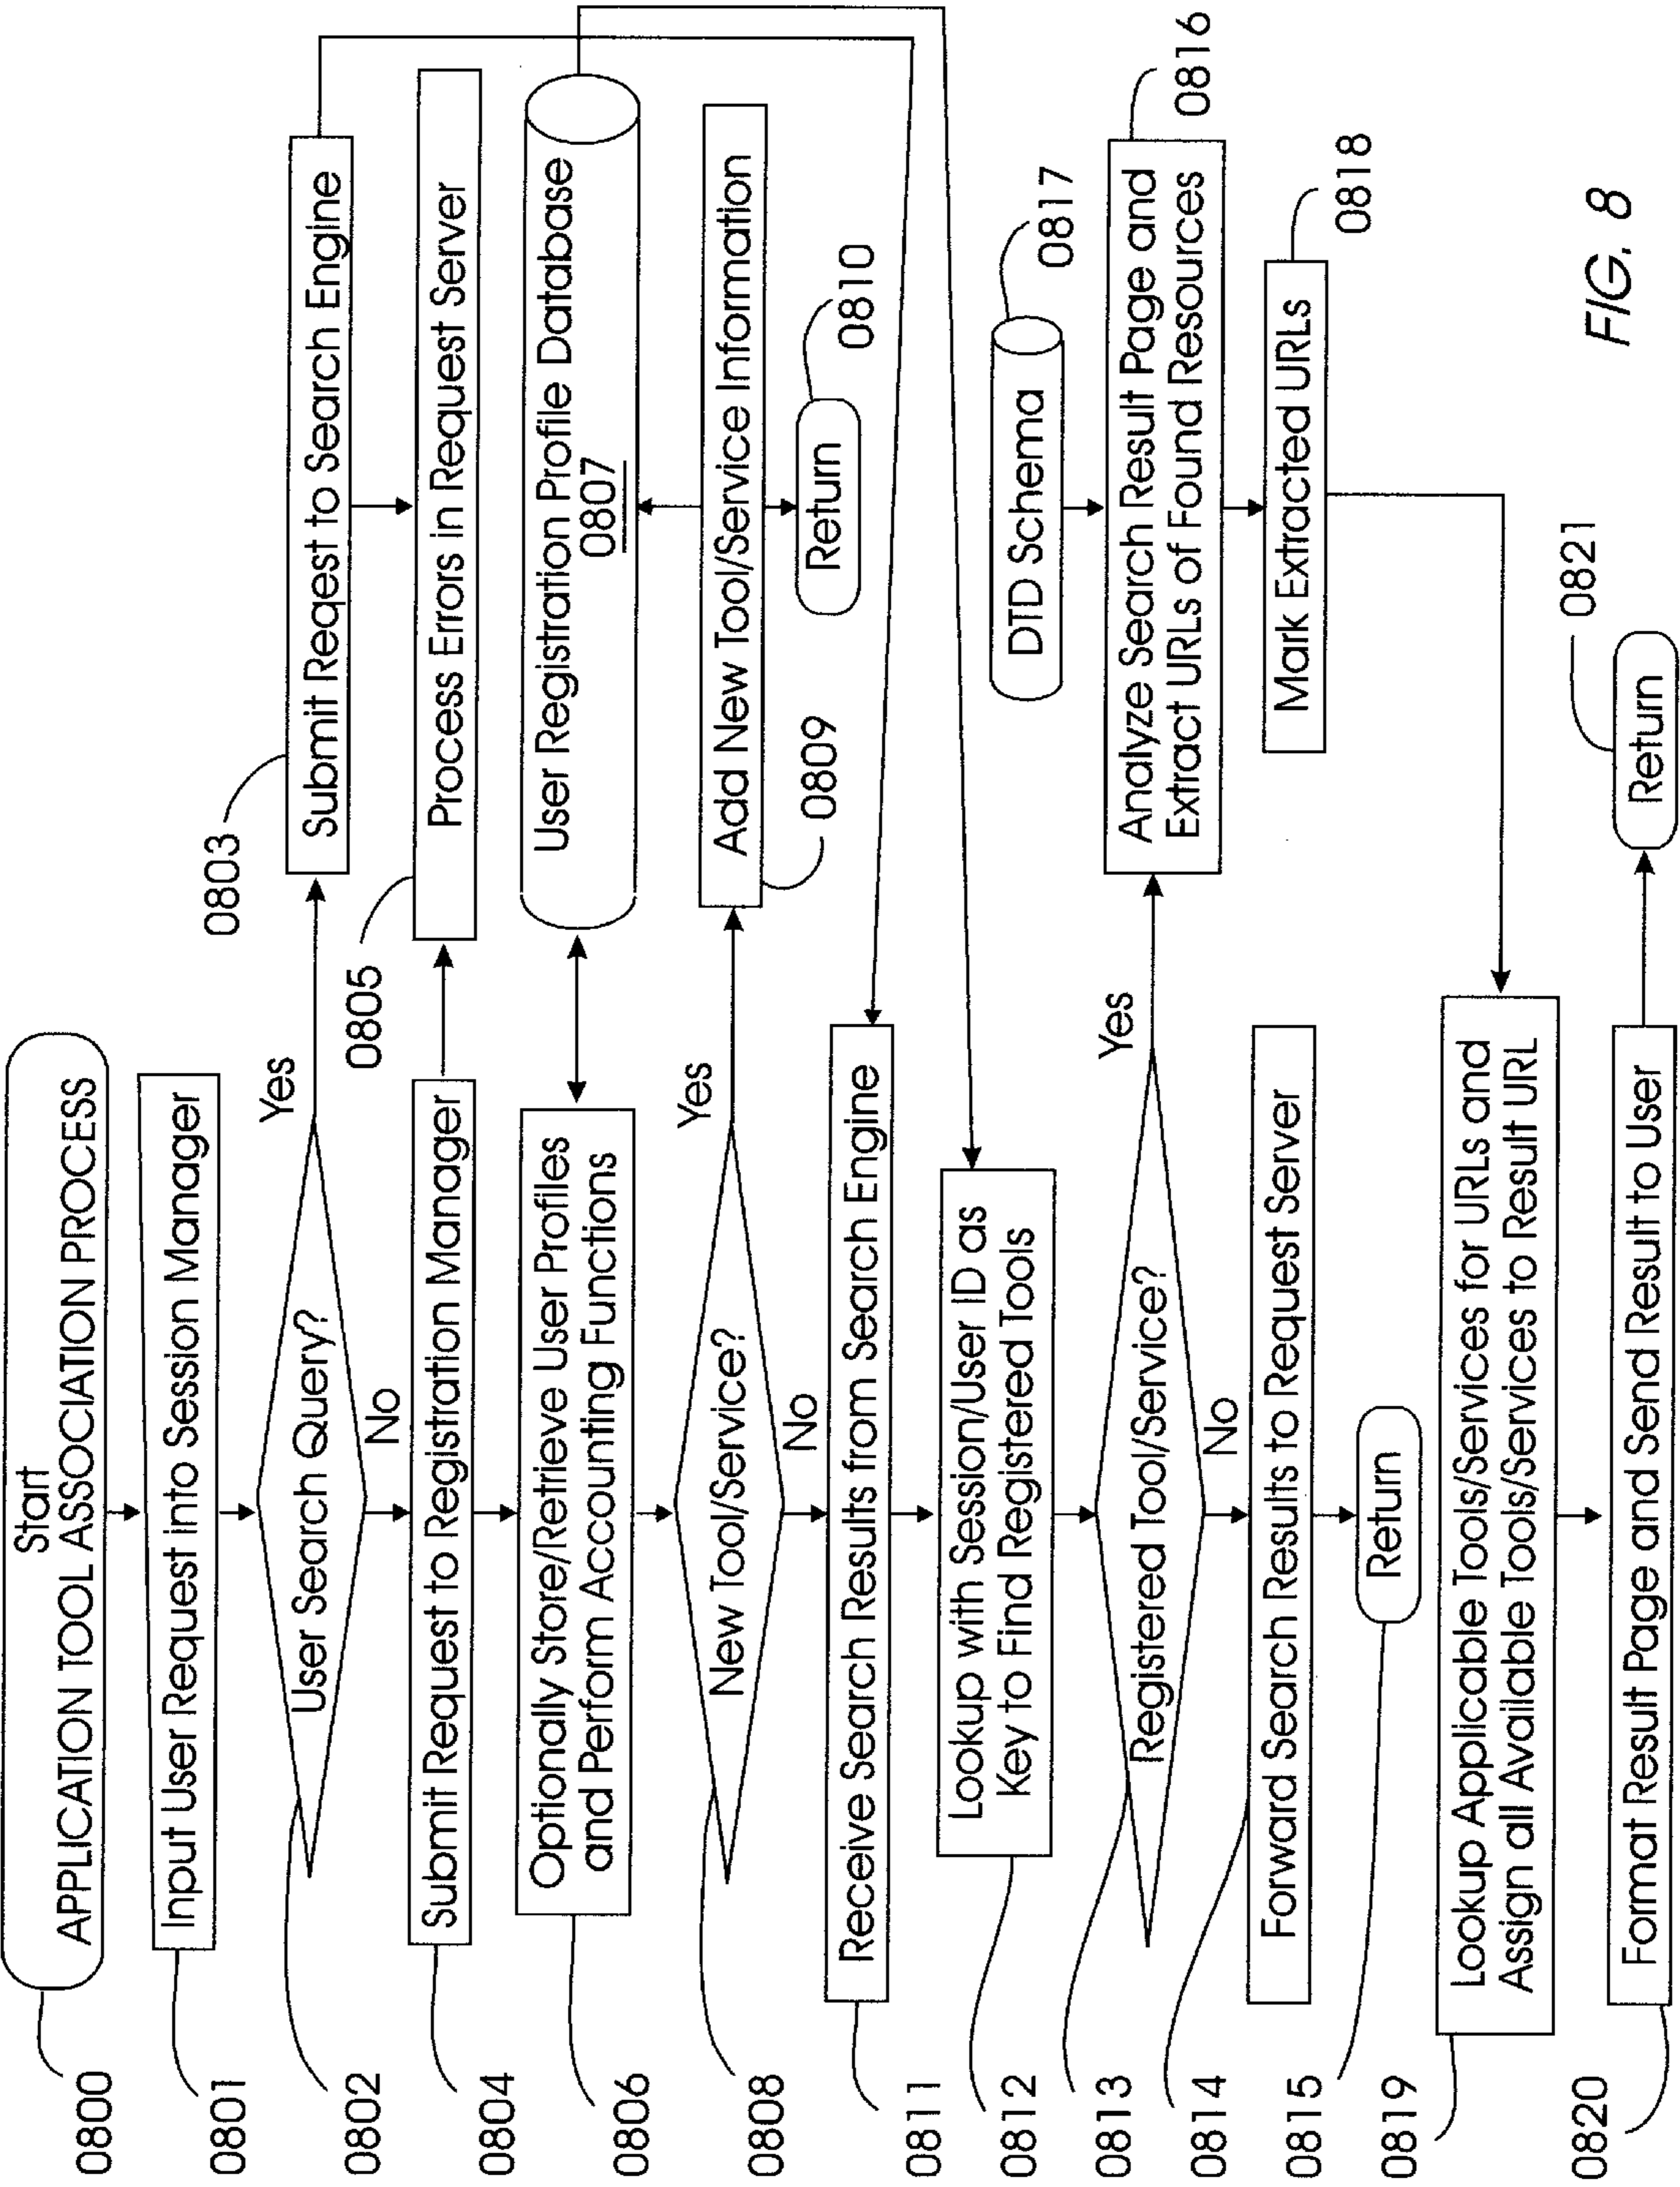 0800
Start
APPLICATION TOOL ASSOCIATION PROCESS
0801
Input User Request into Session Manager
0802
User Search Query?
Yes
No
0803
Submit Reqest to Search Engine
0804
Submit Request to Registration Manager
0805
Process Errors in Request Server
0806
Optionally Store/Retrieve User Profiles
and Perform Accounting Functions
User Registration Profile Database
0807
0808
New Tool/Service?
Yes
No
Add New Tool/Service Information
0809
Return
0810
0811
Receive Search Results from Search Engine
0812
Lookup with Session/User ID as
Key to Find Registered Tools
0813
Registered Tool/Service?
Yes
No
DTD Schema
0817
Analyze Search Result Page and
Extract URLs of Found Resources
0816
0814
Forward Search Results to Request Server
Mark Extracted URLs
0818
0815
Return
0819
Lookup Applicable Tools/Services for URLs and
Assign all Available Tools/Services to Result URL
0820
Format Result Page and Send Result to User
Return
0821
FIG. 8